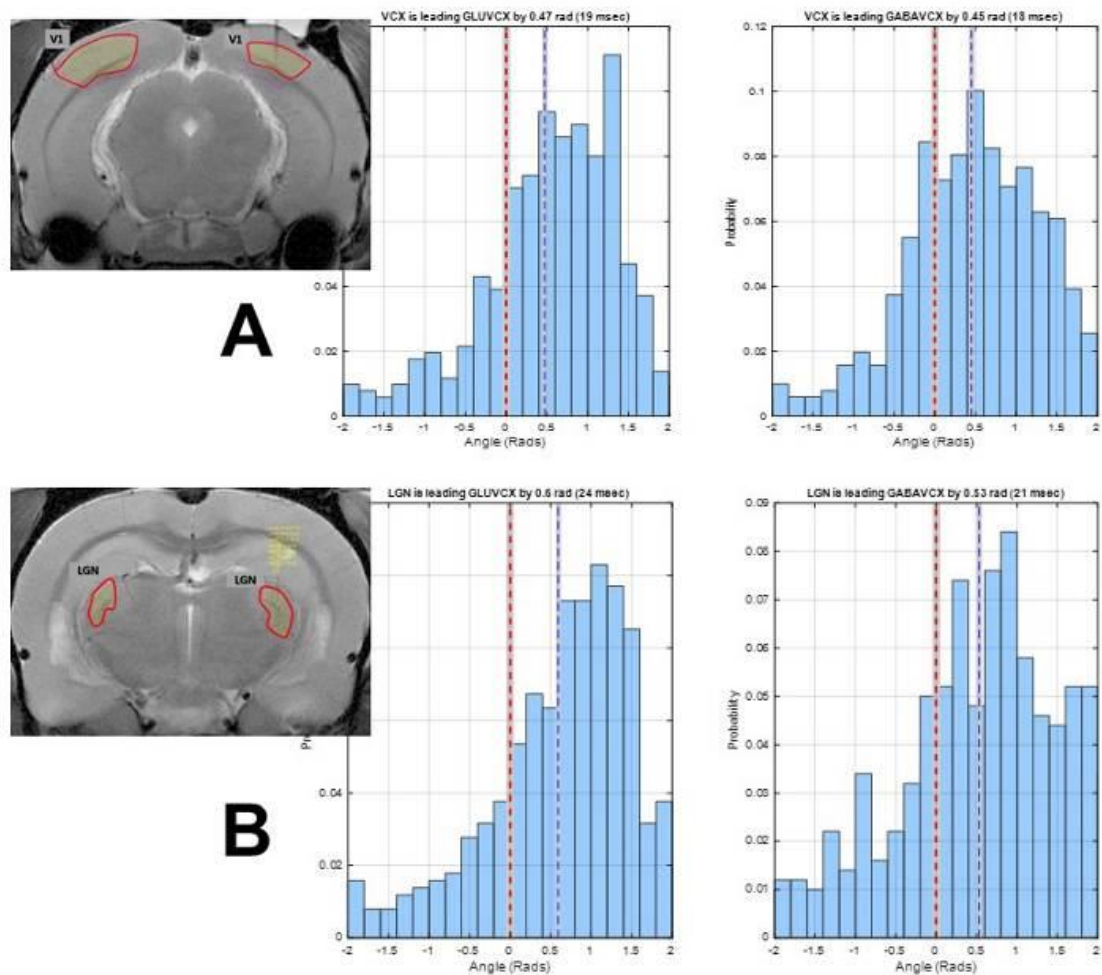 VCX is leading GLUVCX by 0.47 rad (19 msec)
VCX is leading GABAVCX by 0.45 rad (18 msec)
V1
V1
0.04
0.02
0
-2 -1.5 -1 -0.5 0 0.5 1 1.5 2
Angle (Rads)
0.12
0.1
0.08
0.06
0.04
0.02
0
Probability
-2 -1.5 -1 -0.5 0 0.5 1 1.5 2
Angle (Rads)
A
LGN is leading GLUVCX by 0.6 rad (24 msec)
LGN is leading GABAVCX by 0.53 rad (21 msec)
LGN
LGN
0.04
0.02
0
-2 -1.5 -1 -0.5 0 0.5 1 1.5 2
Angle (Rads)
0.09
0.08
0.07
0.06
0.05
0.04
0.03
0.02
0.01
0
Probability
-2 -1.5 -1 -0.5 0 0.5 1 1.5 2
Angle (Rads)
B